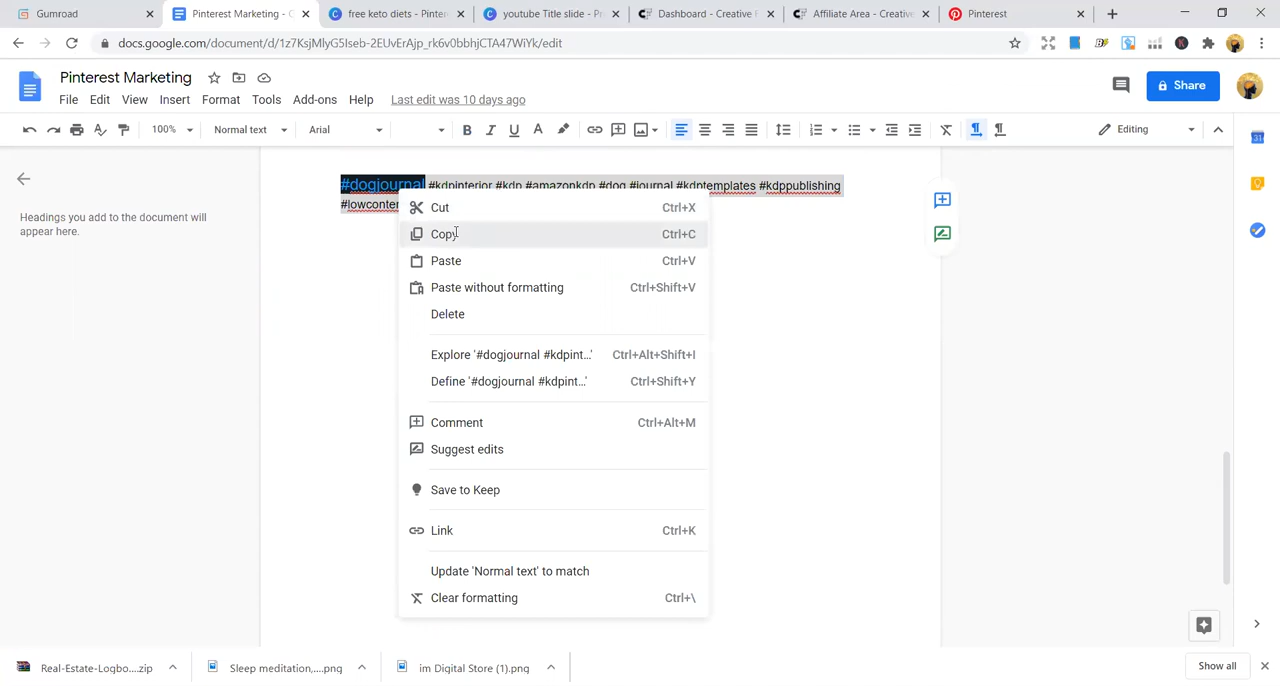 Gumroad
Pinterest Marketing - G
free keto diets - Pinter
youtube Title slide - Pr
Dashboard - Creative F
Affiliate Area - Creative
Pinterest
docs.google.com/document/d/1z7KsjMlyG5Iseb-2EUvErAjp_rk6v0bbhjCTA47WiYk/edit
Pinterest Marketing
Share
File Edit View Insert Format Tools Add-ons Help Last edit was 10 days ago
100% Normal text Arial B I U A Editing
Headings you add to the document will
appear here.
#dogjournal #kdpinterior #kdp #amazonkdp #dog #journal #kdptemplates #kdppublishing
#lowconten
Cut Ctrl+X
Copy Ctrl+C
Paste Ctrl+V
Paste without formatting Ctrl+Shift+V
Delete
Explore '#dogjournal #kdpint...' Ctrl+Alt+Shift+I
Define '#dogjournal #kdpint...' Ctrl+Shift+Y
Comment Ctrl+Alt+M
Suggest edits
Save to Keep
Link Ctrl+K
Update 'Normal text' to match
Clear formatting Ctrl+\
Real-Estate-Logbo....zip
Sleep meditation,....png
im Digital Store (1).png
Show all